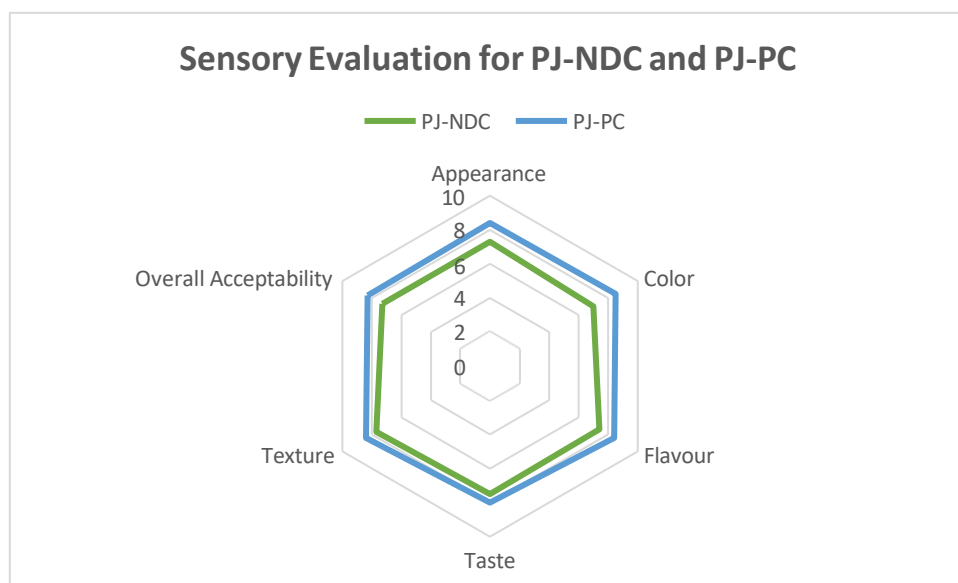 Sensory Evaluation for PJ-NDC and PJ-PC
PJ-NDC PJ-PC
Appearance
10
8
6
4
2
0
Color
Flavour
Taste
Texture
Overall Acceptability